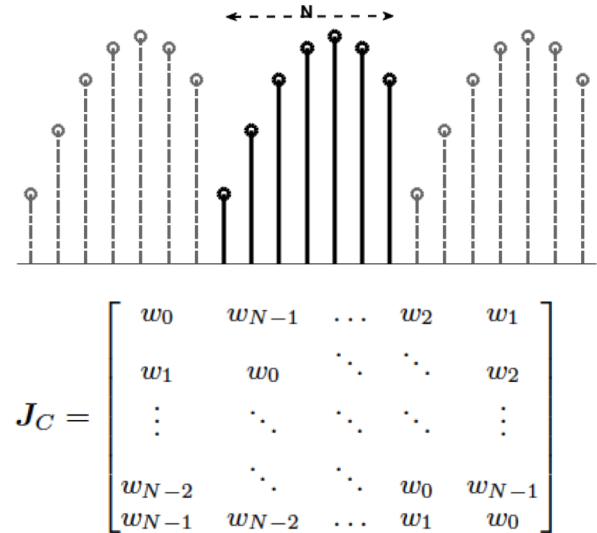 N
w_0 w_{N-1} … w_2 w_1
w_1 w_0 ⋱ ⋱ w_2
J_C = ⋮ ⋱ ⋱ ⋱ ⋮
w_{N-2} ⋱ ⋱ w_0 w_{N-1}
w_{N-1} w_{N-2} … w_1 w_0